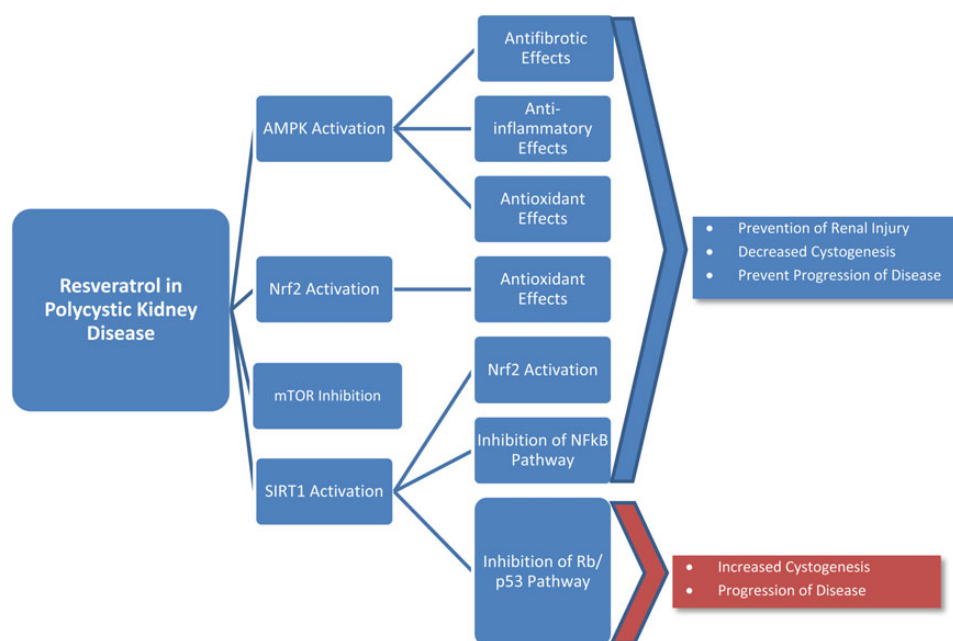 Resveratrol in
Polycystic Kidney
Disease
AMPK Activation
Nrf2 Activation
mTOR Inhibition
SIRT1 Activation
Antifibrotic
Effects
Anti-
inflammatory
Effects
Antioxidant
Effects
Antioxidant
Effects
Nrf2 Activation
Inhibition of NFkB
Pathway
Inhibition of Rb/
p53 Pathway
• Prevention of Renal Injury
• Decreased Cystogenesis
• Prevent Progression of Disease
• Increased Cystogenesis
• Progression of Disease